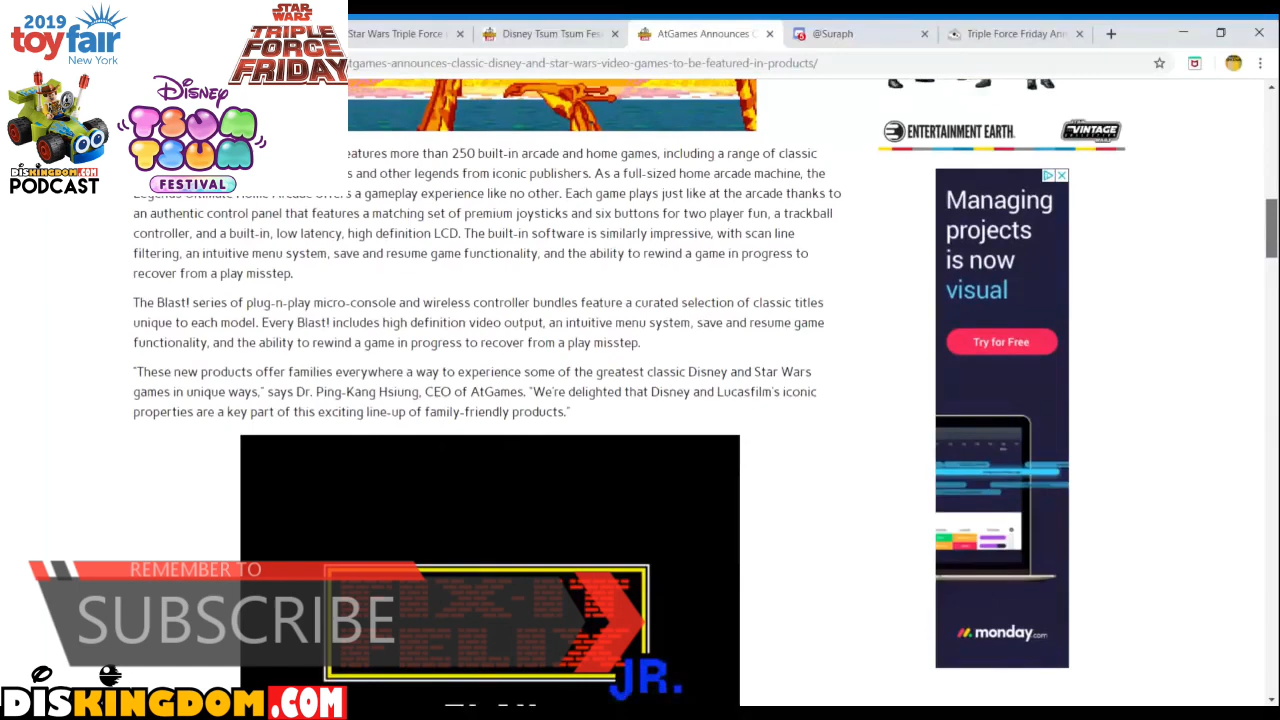 2019
toyfair
New York
STAR WARS
TRIPLE
FORCE
FRIDAY
Disney
TSUM
TSUM
FESTIVAL
DISKINGDOM.COM
PODCAST
Star Wars Triple Force
Disney Tsum Tsum Fes
AtGames Announces C
@Suraph
Triple Force Friday Ann
tgames-announces-classic-disney-and-star-wars-video-games-to-be-featured-in-products/
eatures more than 250 built-in arcade and home games, including a range of classic
s and other legends from iconic publishers. As a full-sized home arcade machine, the
Legends Ultimate Home Arcade offers a gameplay experience like no other. Each game plays just like at the arcade thanks to
an authentic control panel that features a matching set of premium joysticks and six buttons for two player fun, a trackball
controller, and a built-in, low latency, high definition LCD. The built-in software is similarly impressive, with scan line
filtering, an intuitive menu system, save and resume game functionality, and the ability to rewind a game in progress to
recover from a play misstep.
The Blast! series of plug-n-play micro-console and wireless controller bundles feature a curated selection of classic titles
unique to each model. Every Blast! includes high definition video output, an intuitive menu system, save and resume game
functionality, and the ability to rewind a game in progress to recover from a play misstep.
"These new products offer families everywhere a way to experience some of the greatest classic Disney and Star Wars
games in unique ways," says Dr. Ping-Kang Hsiung, CEO of AtGames. "We're delighted that Disney and Lucasfilm's iconic
properties are a key part of this exciting line-up of family-friendly products."
ENTERTAINMENT EARTH
VINTAGE
Managing
projects
is now
visual
Try for Free
monday.com
REMEMBER TO
SUBSCRIBE
JR.
DISKINGDOM.COM